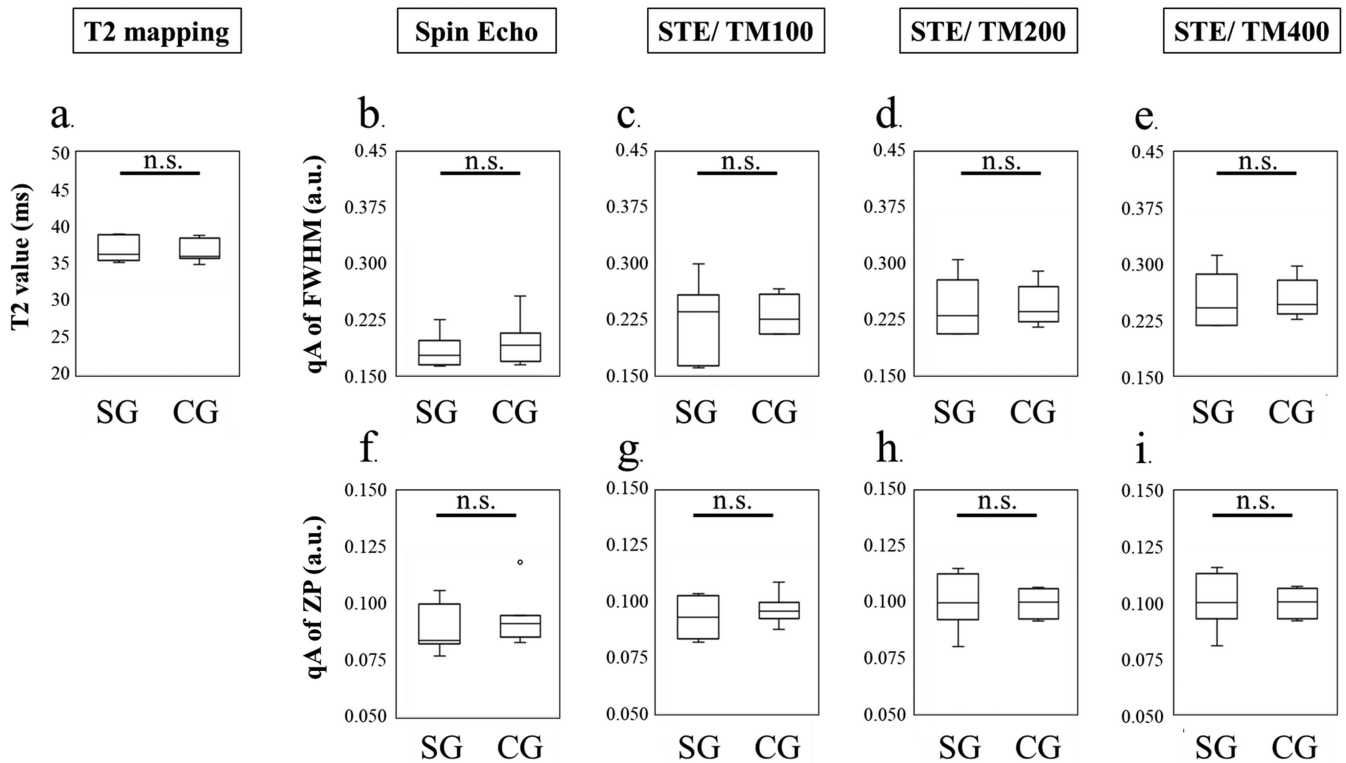 T2 mapping
Spin Echo
STE/ TM100
STE/ TM200
STE/ TM400
a.
b.
c.
d.
e.
T2 value (ms)
50
45
40
35
30
25
20
n.s.
SG CG
qA of FWHM (a.u.)
0.45
0.375
0.300
0.225
0.150
n.s.
SG CG
0.45
0.375
0.300
0.225
0.150
n.s.
SG CG
0.45
0.375
0.300
0.225
0.150
n.s.
SG CG
0.45
0.375
0.300
0.225
0.150
n.s.
SG CG
f.
g.
h.
i.
qA of ZP (a.u.)
0.150
0.125
0.100
0.075
0.050
n.s.
SG CG
0.150
0.125
0.100
0.075
0.050
n.s.
SG CG
0.150
0.125
0.100
0.075
0.050
n.s.
SG CG
0.150
0.125
0.100
0.075
0.050
n.s.
SG CG